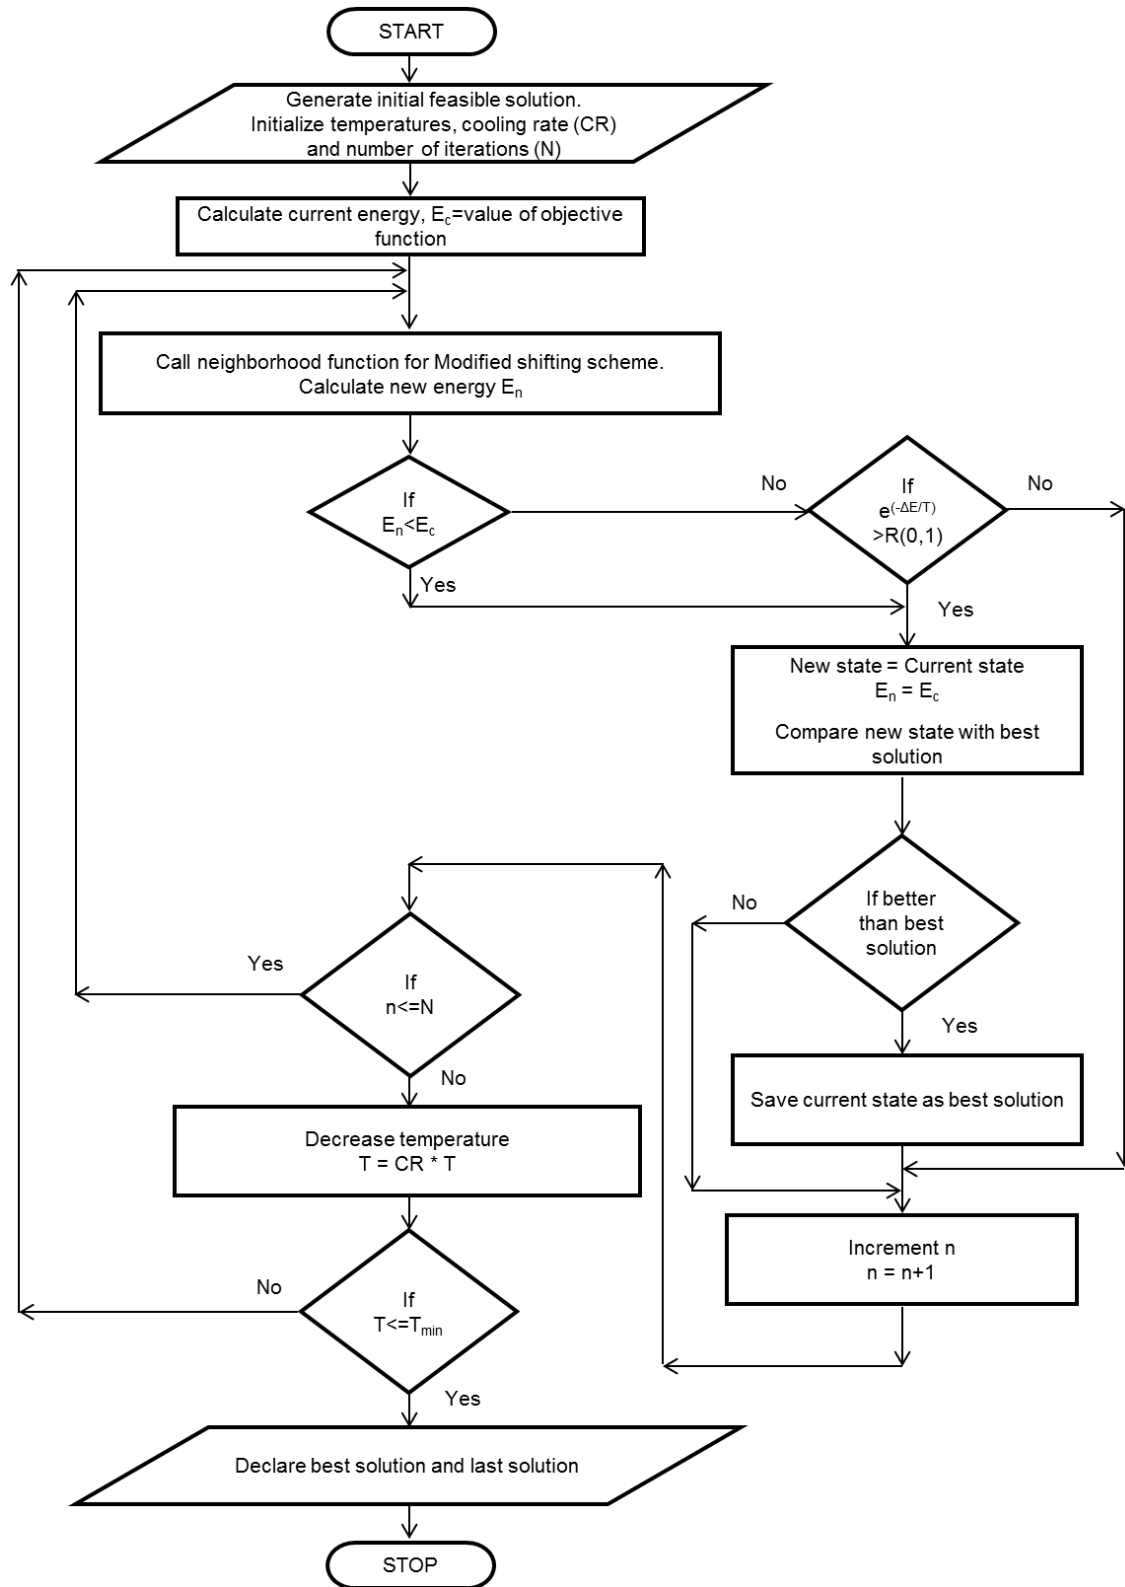 START
Generate initial feasible solution.
Initialize temperatures, cooling rate (CR)
and number of iterations (N)
Calculate current energy, Ec=value of objective
function
Call neighborhood function for Modified shifting scheme.
Calculate new energy En
If
En<Ec
No
If
e(-ΔE/T)
>R(0,1)
No
Yes
Yes
New state = Current state
En = Ec
Compare new state with best
solution
If better
than best
solution
No
Yes
Save current state as best solution
Increment n
n = n+1
If
n<=N
Yes
No
Decrease temperature
T = CR * T
If
T<=Tmin
No
Yes
Declare best solution and last solution
STOP